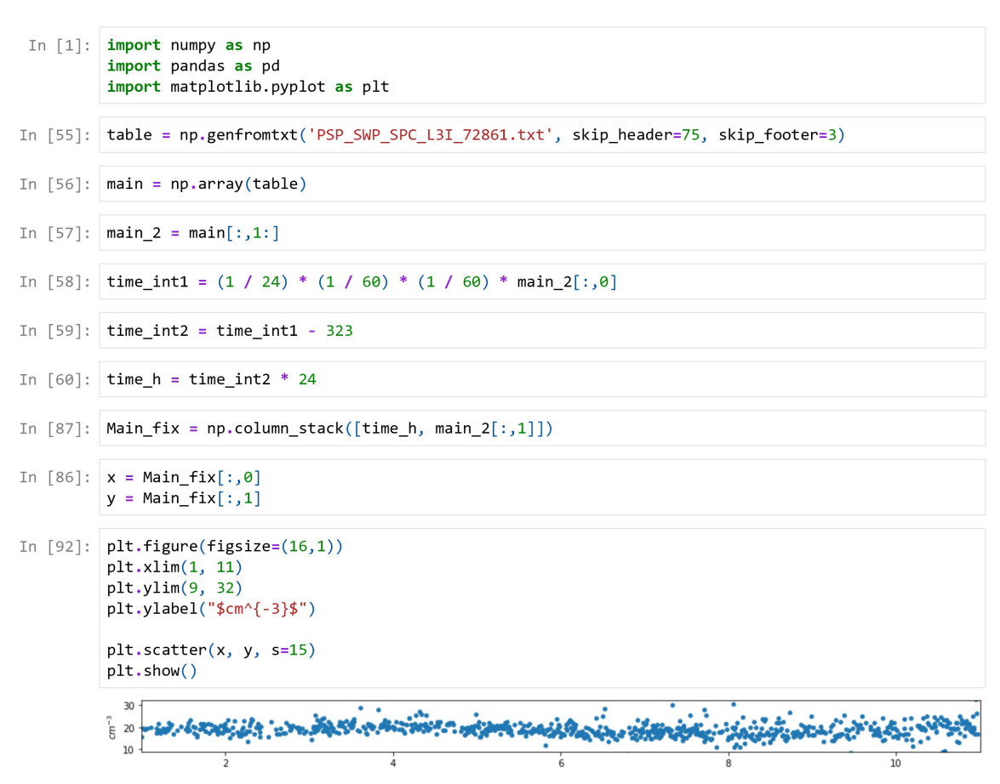 In [1]: import numpy as np
import pandas as pd
import matplotlib.pyplot as plt
In [55]: table = np.genfromtxt('PSP_SWP_SPC_L3I_72861.txt', skip_header=75, skip_footer=3)
In [56]: main = np.array(table)
In [57]: main_2 = main[:,1:]
In [58]: time_int1 = (1 / 24) * (1 / 60) * (1 / 60) * main_2[:,0]
In [59]: time_int2 = time_int1 - 323
In [60]: time_h = time_int2 * 24
In [87]: Main_fix = np.column_stack([time_h, main_2[:,1]])
In [86]: x = Main_fix[:,0]
y = Main_fix[:,1]
In [92]: plt.figure(figsize=(16,1))
plt.xlim(1, 11)
plt.ylim(9, 32)
plt.ylabel("$cm^{-3}$")
plt.scatter(x, y, s=15)
plt.show()
30
cm⁻³ 20
10
2 4 6 8 10